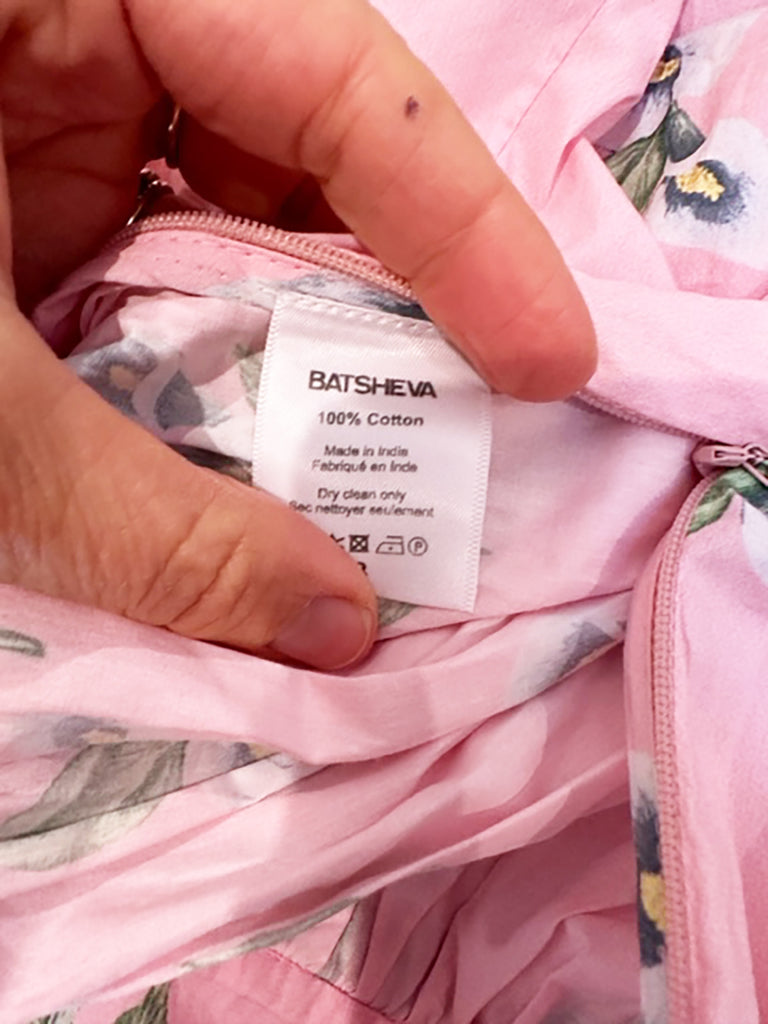 BATSHEVA
100% Cotton
Made in India
Fabriqué en Inde
Dry clean only
Sec nettoyer seulement
P